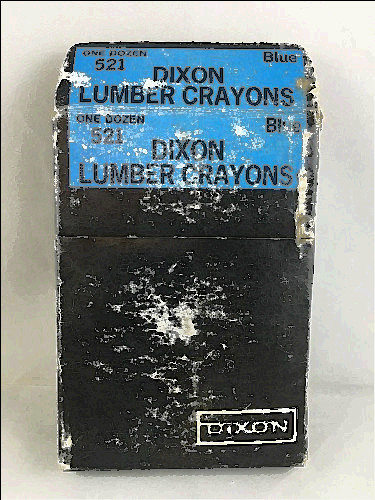 ONE DOZEN Blue
521
DIXON
LUMBER CRAYONS
ONE DOZEN Blue
521
DIXON
LUMBER CRAYONS
DIXON